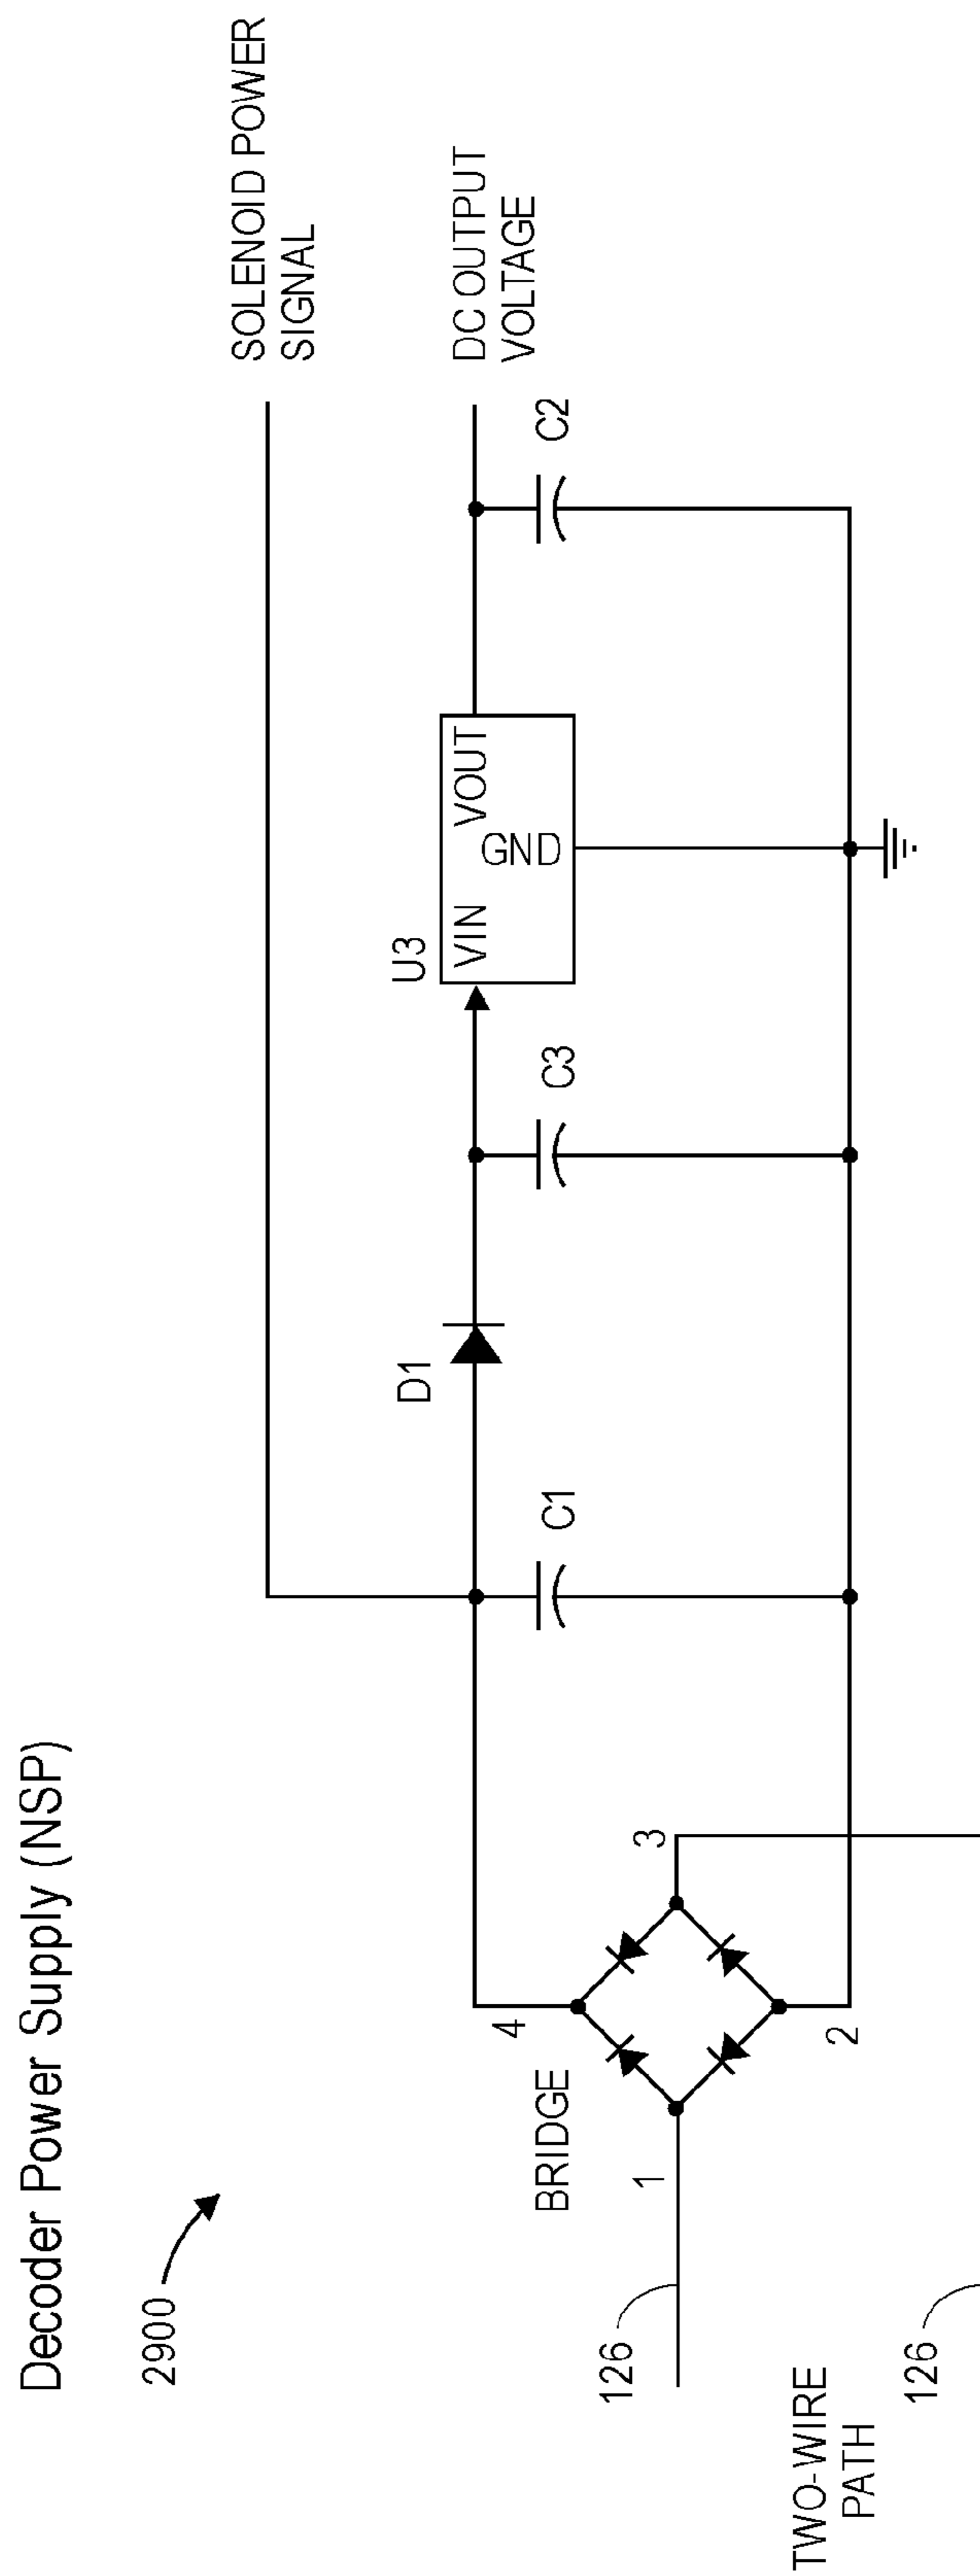 Decoder Power Supply (NSP)
2900
SOLENOID POWER
SIGNAL
DC OUTPUT
VOLTAGE
U3
VIN
VOUT
GND
D1
C1
C3
C2
BRIDGE
4
3
1
2
126
TWO-WIRE
PATH
126